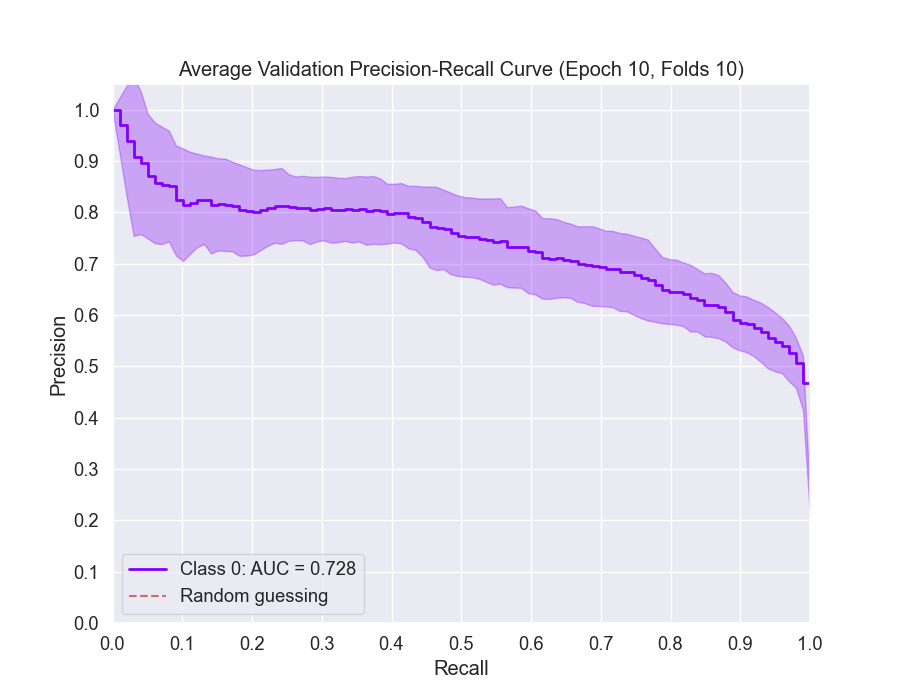 Average Validation Precision-Recall Curve (Epoch 10, Folds 10)
1.0
0.9
0.8
0.7
0.6
0.5
0.4
0.3
0.2
0.1
0.0
Precision
Class 0: AUC = 0.728
Random guessing
0.0 0.1 0.2 0.3 0.4 0.5 0.6 0.7 0.8 0.9 1.0
Recall